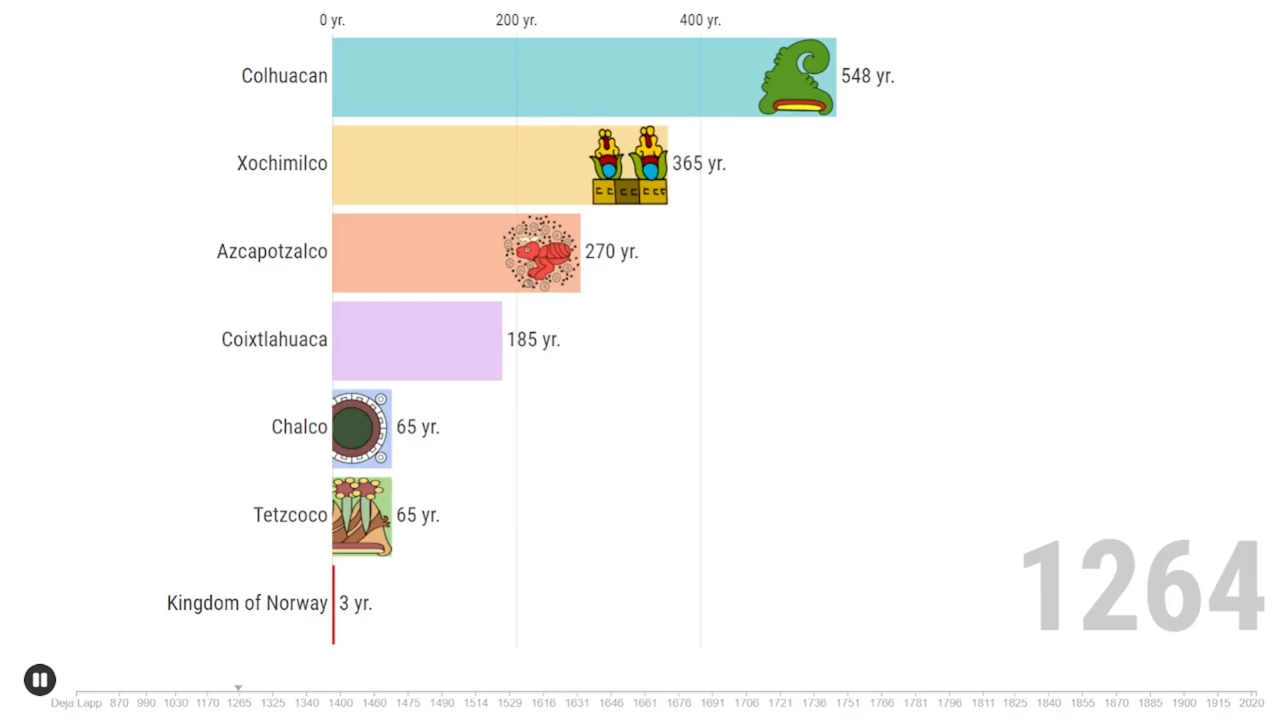 0 yr. 200 yr. 400 yr.
Colhuacan 548 yr.
Xochimilco 365 yr.
Azcapotzalco 270 yr.
Coixtlahuaca 185 yr.
Chalco 65 yr.
Tetzcoco 65 yr.
Kingdom of Norway 3 yr.
1264
Deja Lapp 870 990 1030 1170 1265 1325 1340 1400 1460 1475 1490 1514 1529 1616 1631 1646 1661 1676 1691 1706 1721 1736 1751 1766 1781 1796 1811 1825 1840 1855 1870 1885 1900 1915 2020